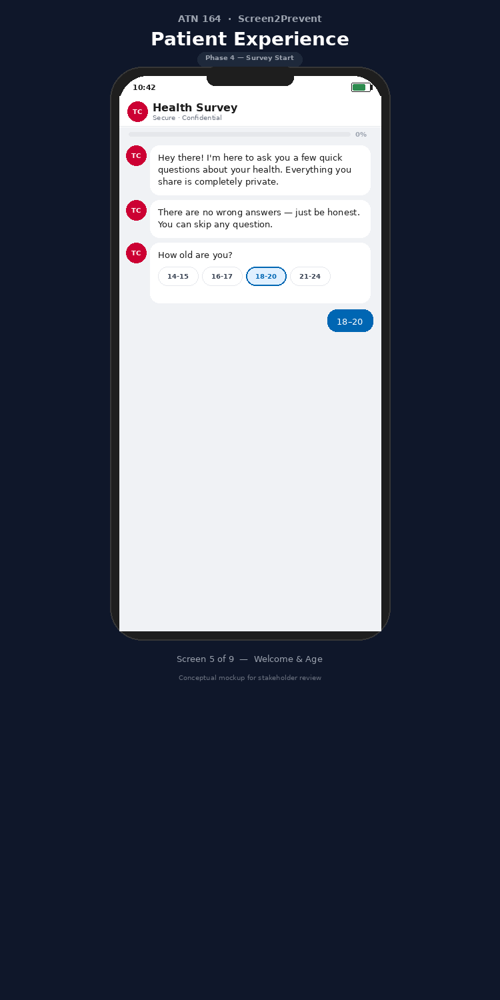 ATN 164 · Screen2Prevent
Patient Experience
Phase 4 — Survey Start
10:42
TC
Health Survey
Secure · Confidential
0%
TC
Hey there! I'm here to ask you a few quick
questions about your health. Everything you
share is completely private.
TC
There are no wrong answers — just be honest.
You can skip any question.
TC
How old are you?
14-15 16-17 18-20 21-24
18–20
Screen 5 of 9 — Welcome & Age
Conceptual mockup for stakeholder review